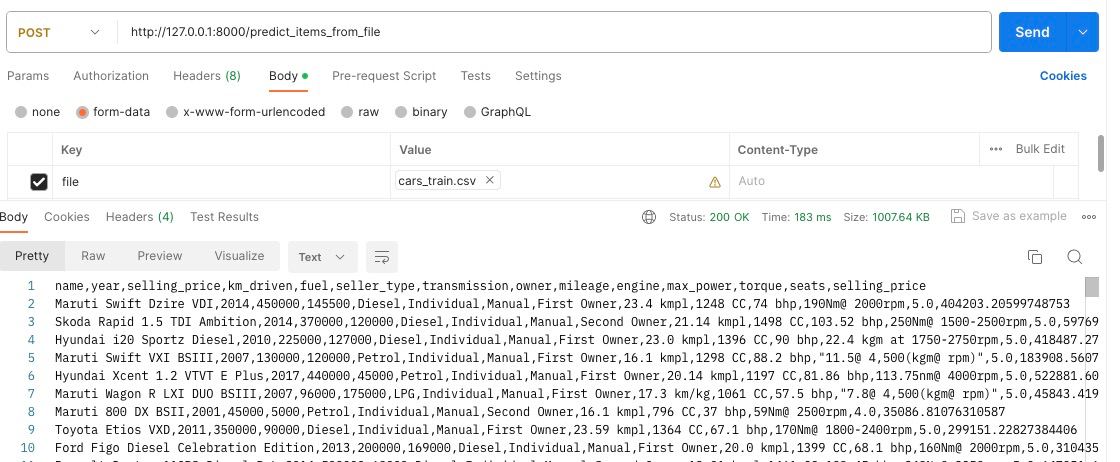 POST http://127.0.0.1:8000/predict_items_from_file Send
Params Authorization Headers (8) Body Pre-request Script Tests Settings Cookies
none form-data x-www-form-urlencoded raw binary GraphQL
Key Value Content-Type Bulk Edit
file cars_train.csv Auto
Body Cookies Headers (4) Test Results Status: 200 OK Time: 183 ms Size: 1007.64 KB Save as example
Pretty Raw Preview Visualize Text
1 name,year,selling_price,km_driven,fuel,seller_type,transmission,owner,mileage,engine,max_power,torque,seats,selling_price
2 Maruti Swift Dzire VDI,2014,450000,145500,Diesel,Individual,Manual,First Owner,23.4 kmpl,1248 CC,74 bhp,190Nm@ 2000rpm,5.0,404203.20599748753
3 Skoda Rapid 1.5 TDI Ambition,2014,370000,120000,Diesel,Individual,Manual,Second Owner,21.14 kmpl,1498 CC,103.52 bhp,250Nm@ 1500-2500rpm,5.0,59769
4 Hyundai i20 Sportz Diesel,2010,225000,127000,Diesel,Individual,Manual,First Owner,23.0 kmpl,1396 CC,90 bhp,22.4 kgm at 1750-2750rpm,5.0,418487.27
5 Maruti Swift VXI BSIII,2007,130000,120000,Petrol,Individual,Manual,First Owner,16.1 kmpl,1298 CC,88.2 bhp,"11.5@ 4,500(kgm@ rpm)",5.0,183908.5607
6 Hyundai Xcent 1.2 VTVT E Plus,2017,440000,45000,Petrol,Individual,Manual,First Owner,20.14 kmpl,1197 CC,81.86 bhp,113.75nm@ 4000rpm,5.0,522881.60
7 Maruti Wagon R LXI DUO BSIII,2007,96000,175000,LPG,Individual,Manual,First Owner,17.3 km/kg,1061 CC,57.5 bhp,"7.8@ 4,500(kgm@ rpm)",5.0,45843.419
8 Maruti 800 DX BSII,2001,45000,5000,Petrol,Individual,Manual,Second Owner,16.1 kmpl,796 CC,37 bhp,59Nm@ 2500rpm,4.0,35086.81076310587
9 Toyota Etios VXD,2011,350000,90000,Diesel,Individual,Manual,First Owner,23.59 kmpl,1364 CC,67.1 bhp,170Nm@ 1800-2400rpm,5.0,299151.22827384406
10 Ford Figo Diesel Celebration Edition,2013,200000,169000,Diesel,Individual,Manual,First Owner,20.0 kmpl,1399 CC,68.1 bhp,160Nm@ 2000rpm,5.0,310435